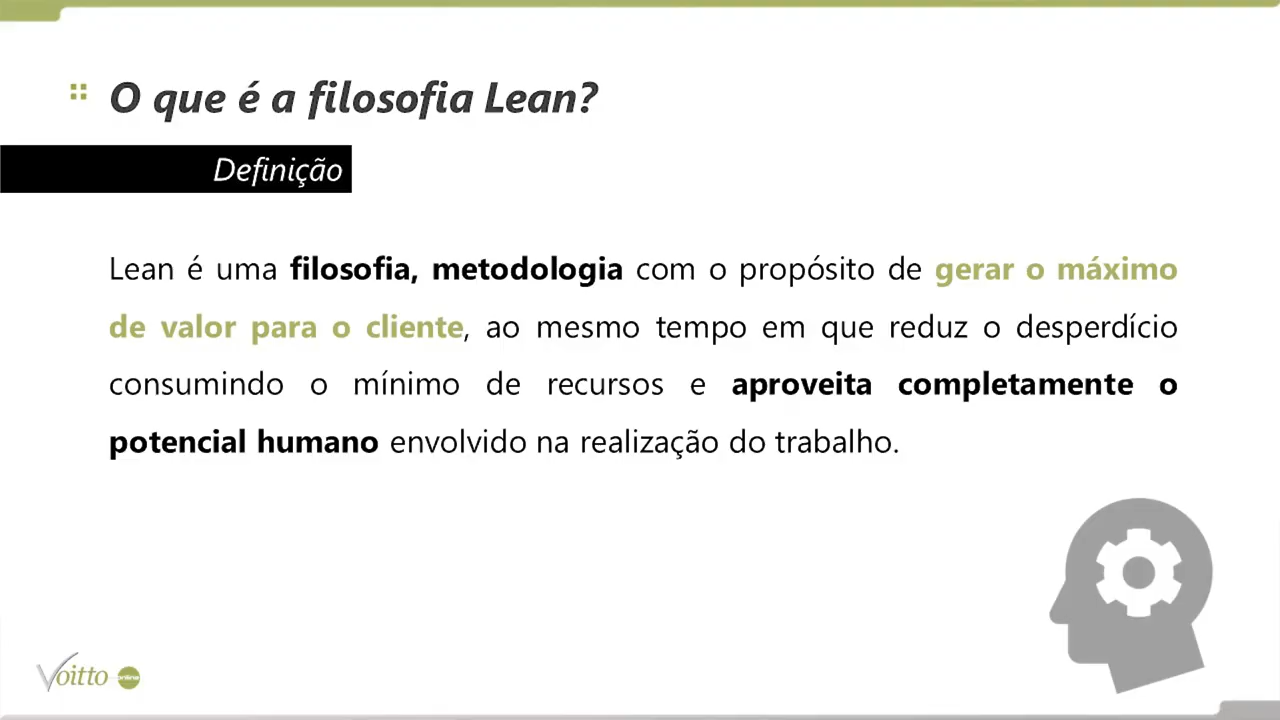 O que é a filosofia Lean?
Definição
Lean é uma filosofia, metodologia com o propósito de gerar o máximo
de valor para o cliente, ao mesmo tempo em que reduz o desperdício
consumindo o mínimo de recursos e aproveita completamente o
potencial humano envolvido na realização do trabalho.
Voitto online